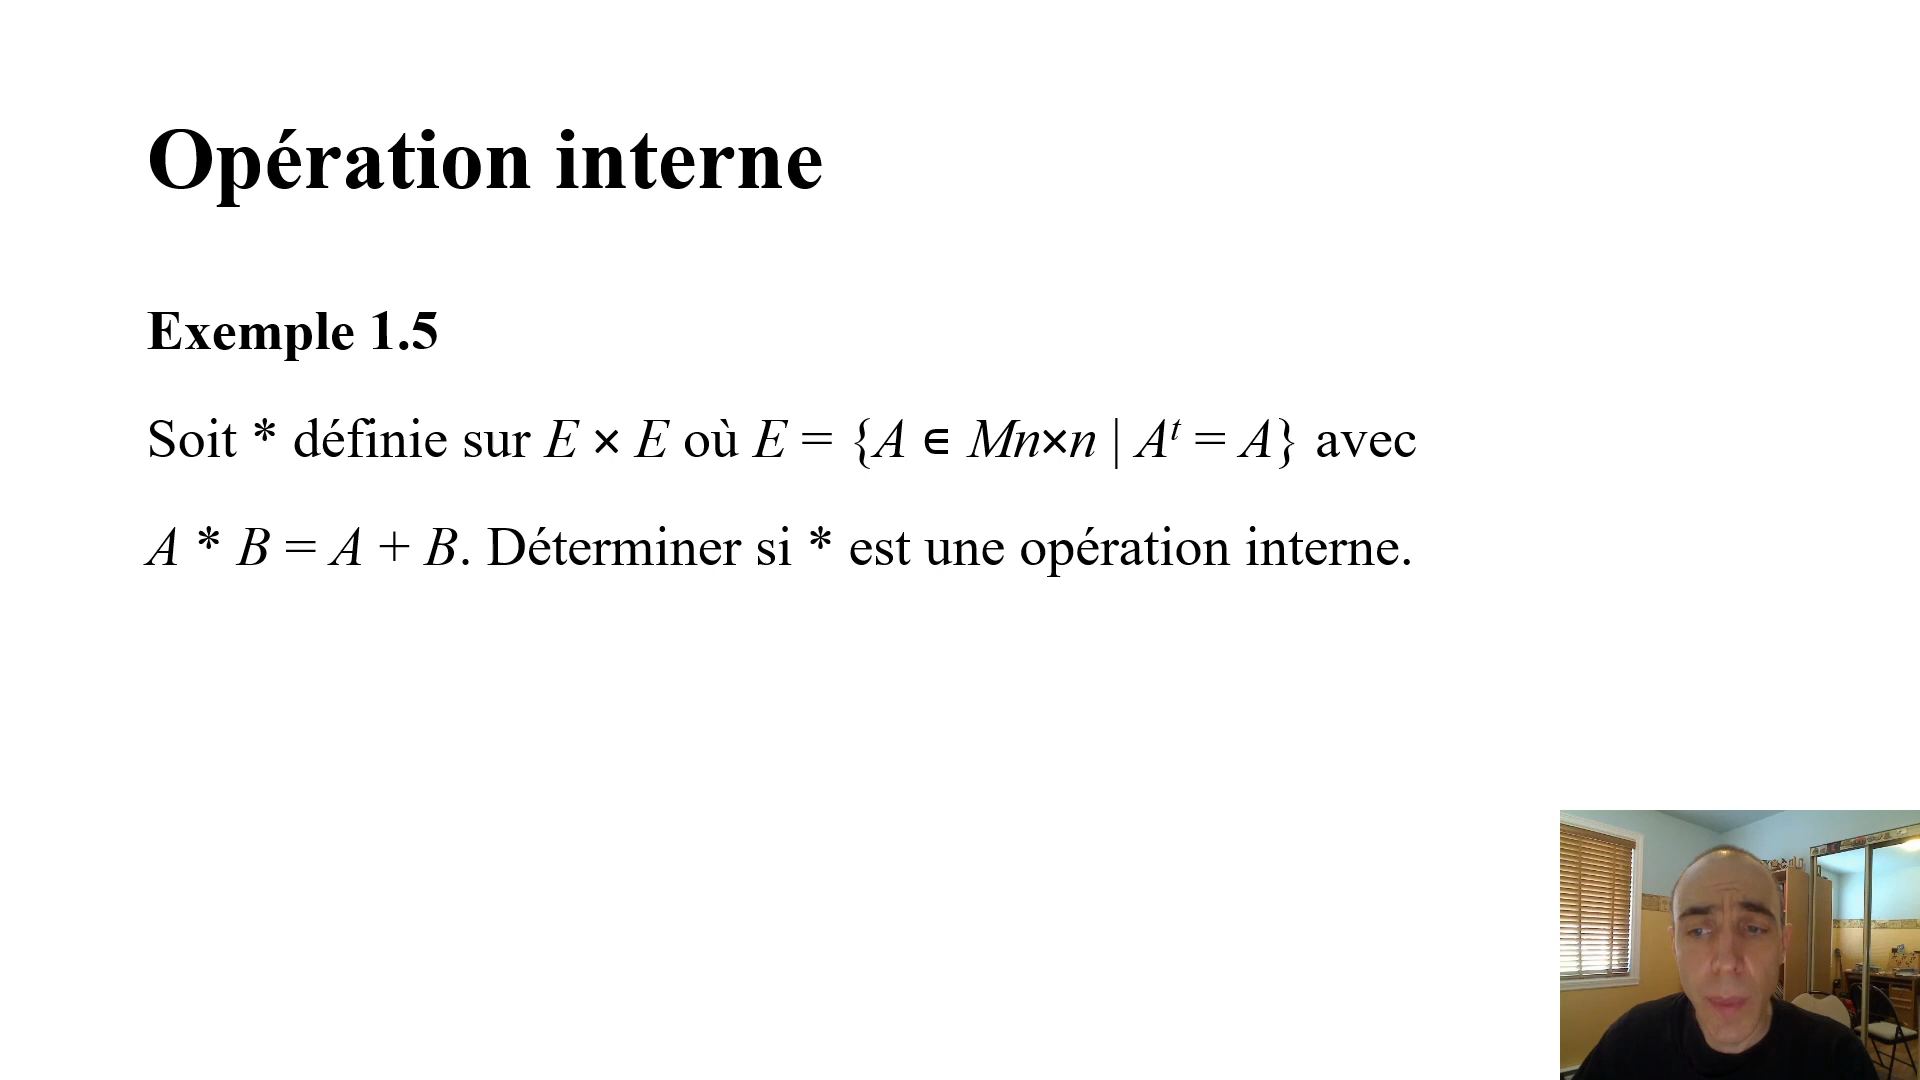 Opération interne
Exemple 1.5
Soit * définie sur E × E où E = {A ∈ Mn×n | Aᵗ = A} avec
A * B = A + B. Déterminer si * est une opération interne.